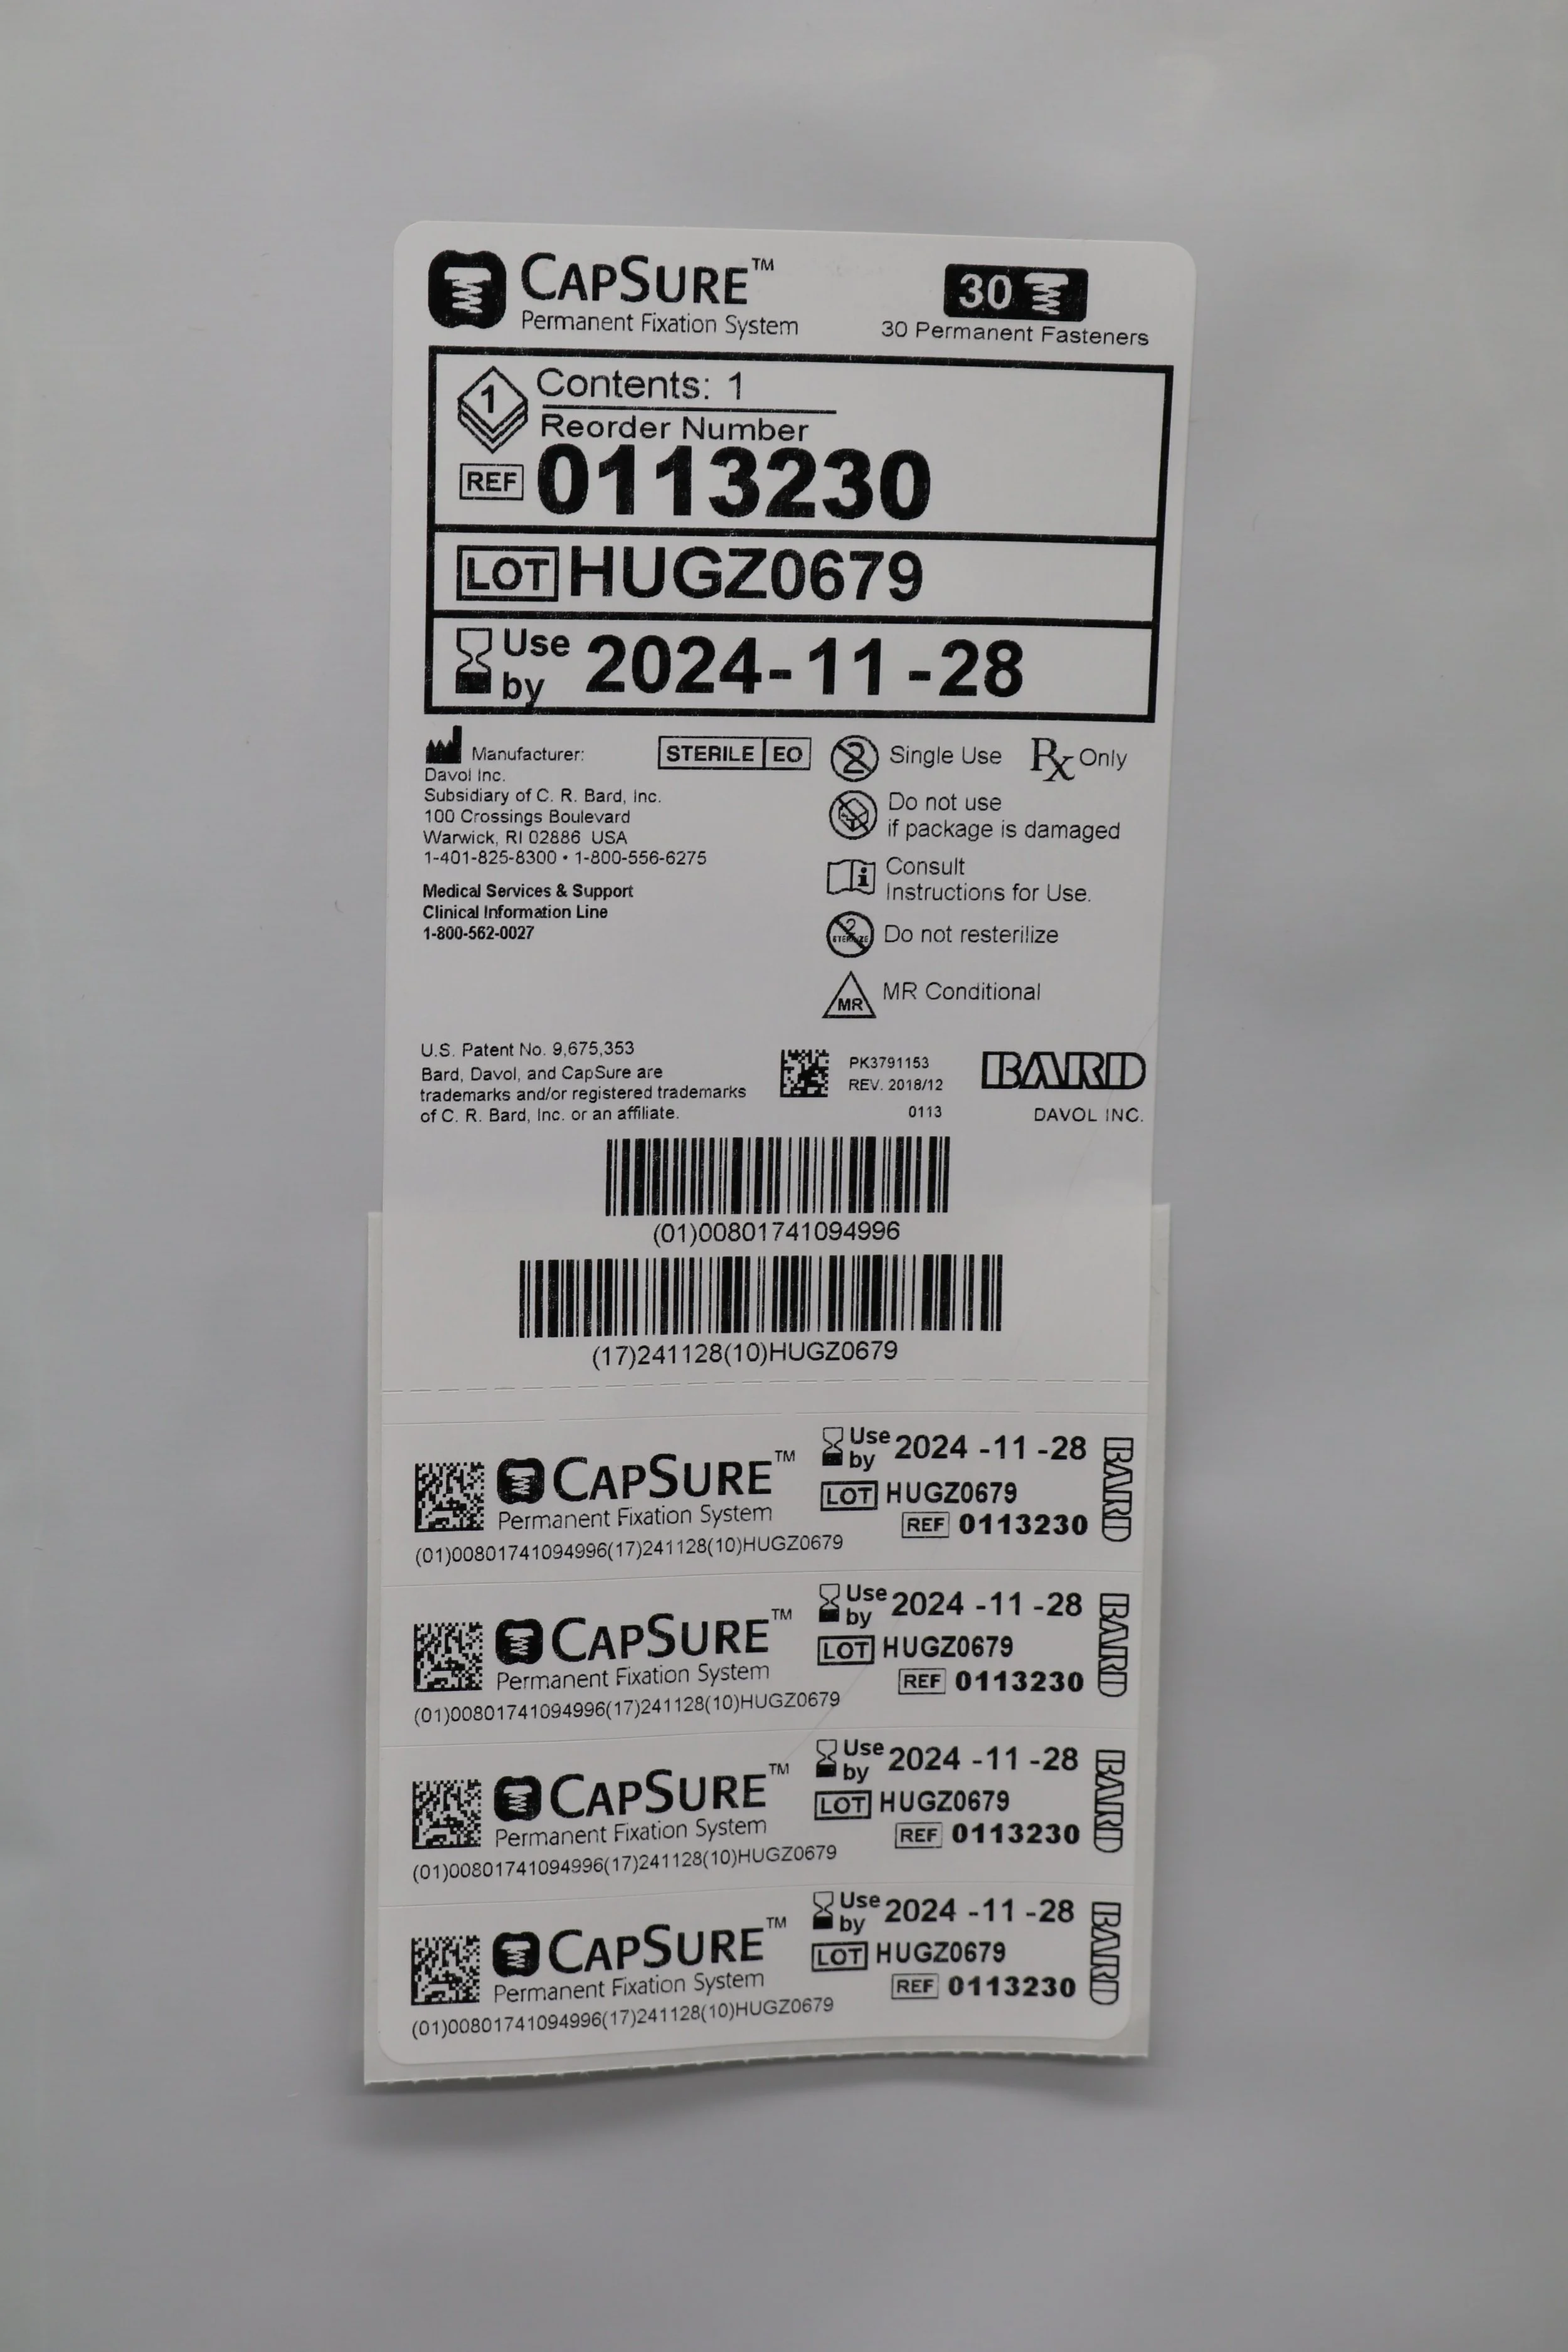 CAPSURE™
Permanent Fixation System
30
30 Permanent Fasteners
1
Contents: 1
Reorder Number
REF 0113230
LOT HUGZ0679
Use by 2024-11-28
Manufacturer:
Davol Inc.
Subsidiary of C. R. Bard, Inc.
100 Crossings Boulevard
Warwick, RI 02886 USA
1-401-825-8300 • 1-800-556-6275
Medical Services & Support
Clinical Information Line
1-800-562-0027
STERILE EO
2 Single Use
Rx Only
Do not use
if package is damaged
Consult
Instructions for Use.
2 STERILIZE Do not resterilize
MR MR Conditional
U.S. Patent No. 9,675,353
Bard, Davol, and CapSure are
trademarks and/or registered trademarks
of C. R. Bard, Inc. or an affiliate.
PK3791153
REV. 2018/12
0113
BARD
DAVOL INC.
(01)00801741094996
(17)241128(10)HUGZ0679
CAPSURE™
Permanent Fixation System
(01)00801741094996(17)241128(10)HUGZ0679
Use by 2024-11-28
LOT HUGZ0679
REF 0113230
BARD
CAPSURE™
Permanent Fixation System
(01)00801741094996(17)241128(10)HUGZ0679
Use by 2024-11-28
LOT HUGZ0679
REF 0113230
BARD
CAPSURE™
Permanent Fixation System
(01)00801741094996(17)241128(10)HUGZ0679
Use by 2024-11-28
LOT HUGZ0679
REF 0113230
BARD
CAPSURE™
Permanent Fixation System
(01)00801741094996(17)241128(10)HUGZ0679
Use by 2024-11-28
LOT HUGZ0679
REF 0113230
BARD